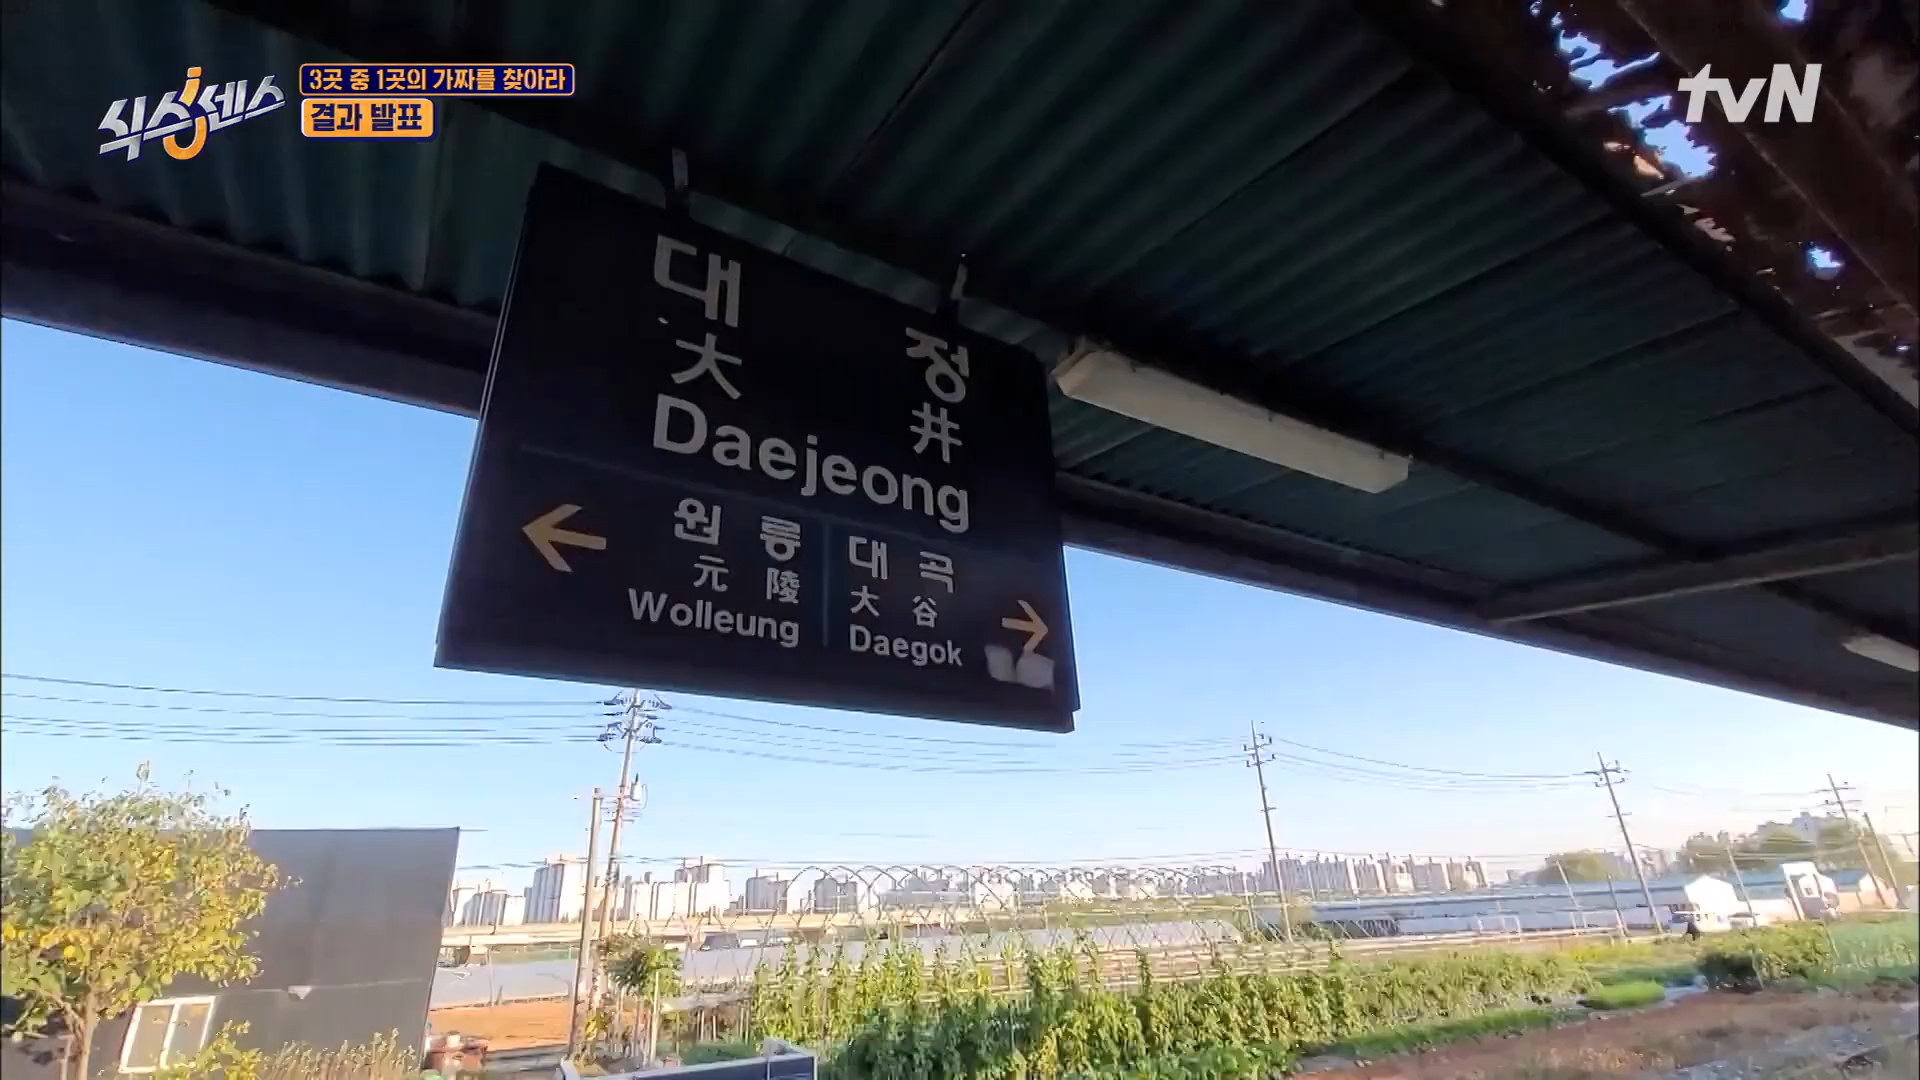 식스센스
3곳 중 1곳의 가짜를 찾아라
결과 발표
tvN
대 정
大 井
Daejeong
← 원릉 대곡 →
元陵 大谷
Wolleung Daegok